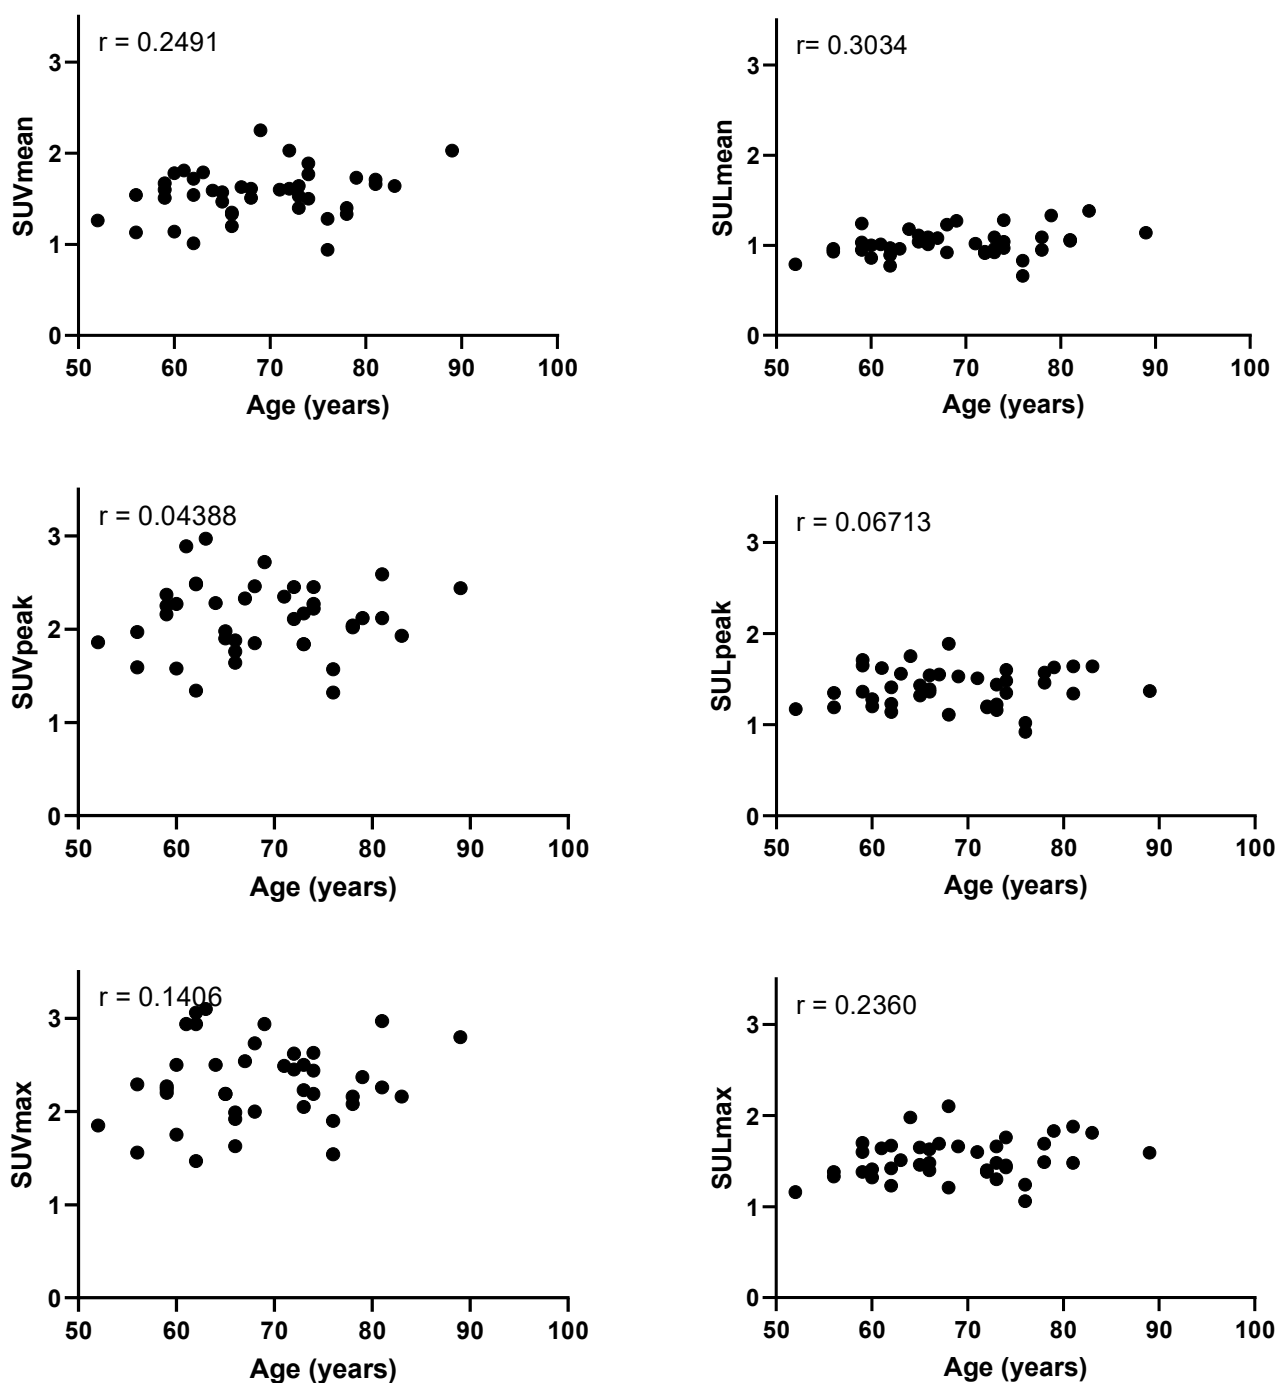 r = 0.2491
3
2
1
0
SUVmean
50 60 70 80 90 100
Age (years)
r= 0.3034
3
2
1
0
SULmean
50 60 70 80 90 100
Age (years)
r = 0.04388
3
2
1
0
SUVpeak
50 60 70 80 90 100
Age (years)
r = 0.06713
3
2
1
0
SULpeak
50 60 70 80 90 100
Age (years)
r = 0.1406
3
2
1
0
SUVmax
50 60 70 80 90 100
Age (years)
r = 0.2360
3
2
1
0
SULmax
50 60 70 80 90 100
Age (years)